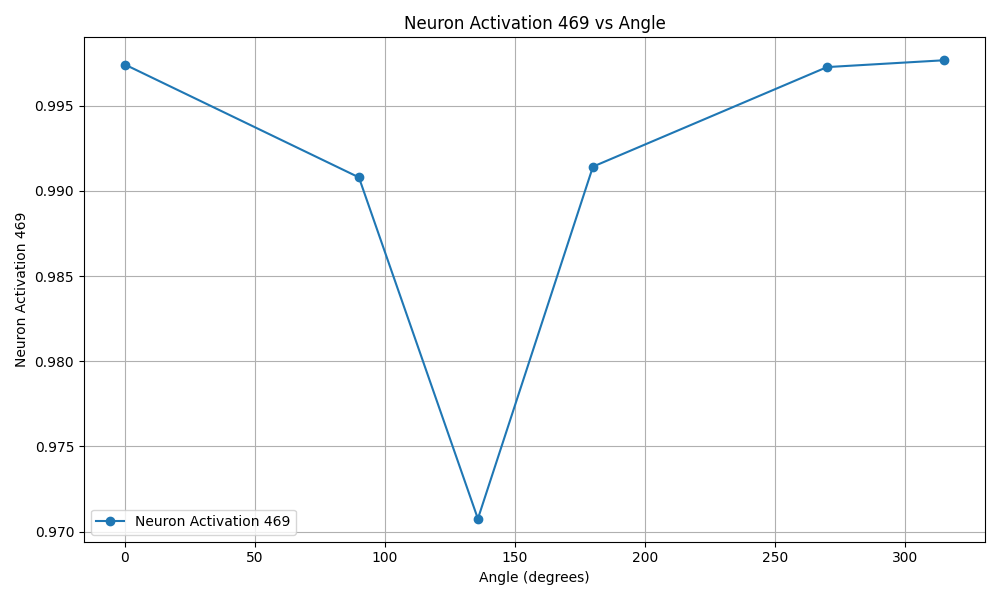 Neuron Activation 469 vs Angle
Neuron Activation 469
0.995
0.990
0.985
0.980
0.975
0.970
Neuron Activation 469
0 50 100 150 200 250 300
Angle (degrees)